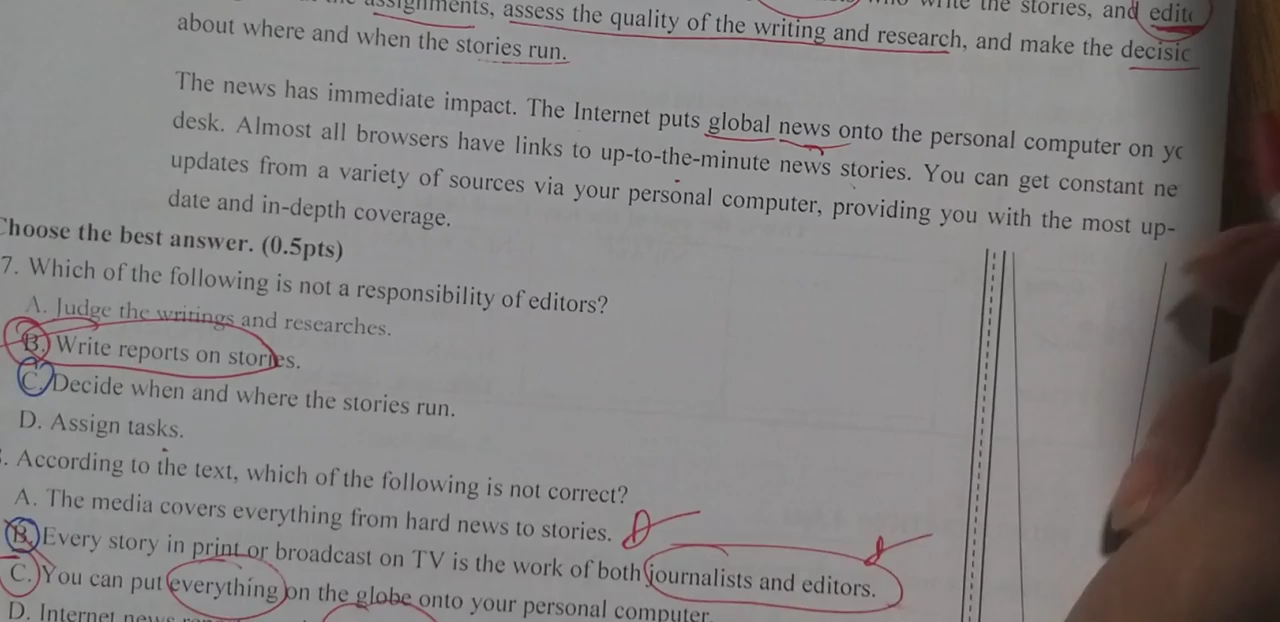 assignments, assess the quality of the writing and research, and make the
about where and when the stories run.
The news has immediate impact. The Internet puts global news onto the personal computer on
desk. Almost all browsers have links to up-to-the-minute news stories. You can get constant
updates from a variety of sources via your personal computer, providing you with the most up-
date and in-depth coverage.
Choose the best answer. (0.5pts)
7. Which of the following is not a responsibility of editors?
A. Judge the writings and researches.
B. Write reports on stories.
C. Decide when and where the stories run.
D. Assign tasks.
. According to the text, which of the following is not correct?
A. The media covers everything from hard news to stories.
B. Every story in print or broadcast on TV is the work of both journalists and editors.
C. You can put everything on the globe onto your personal computer.
D. Internet news